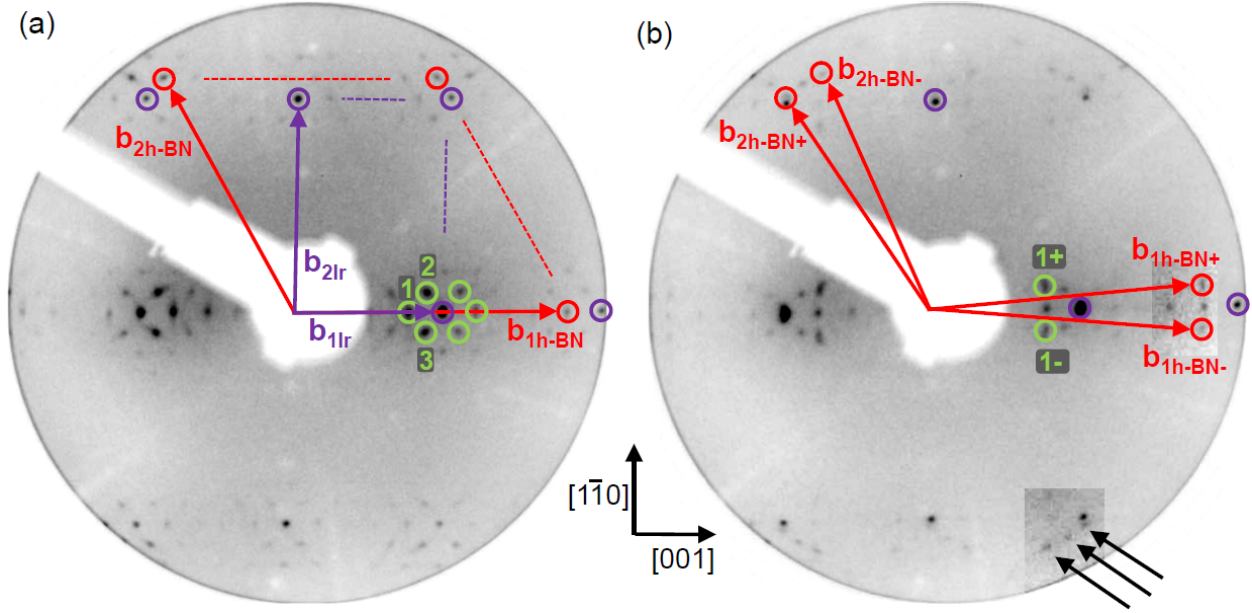 (a)
(b)
b2h-BN
b2Ir
b1Ir
b1h-BN
1
2
3
b2h-BN-
b2h-BN+
b1h-BN+
b1h-BN-
1+
1-
[11̅0]
[001]